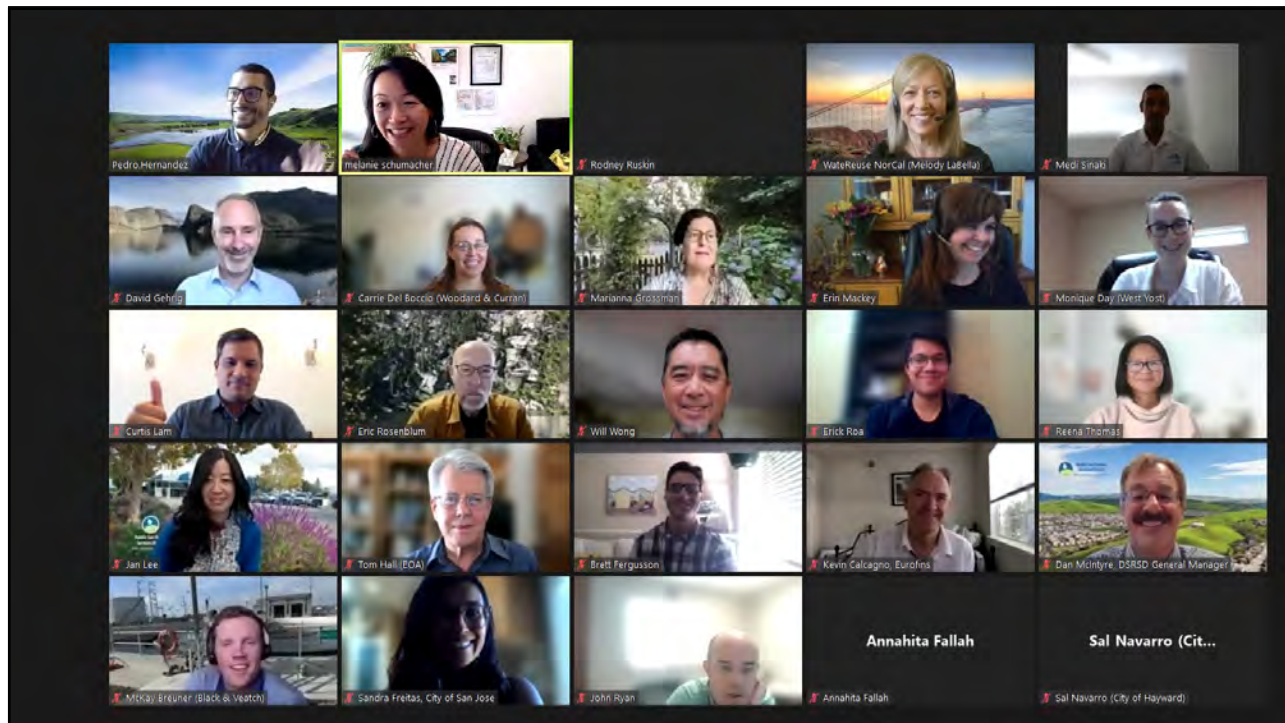 Pedro Hernandez
melanie schumacher
Rodney Ruskin
WateReuse NorCal (Melody LaBella)
Medi Sinaki
David Gehrig
Carrie Del Boccio (Woodard & Curran)
Marianna Grossman
Erin Mackey
Monique Day (West Yost)
Curtis Lam
Eric Rosenblum
Will Wong
Erick Roa
Reena Thomas
Jan Lee
Tom Hall (EOA)
Brett Fergusson
Kevin Calcagno, Eurofins
Dan McIntyre, DSRSD General Manager
McKay Breuner (Black & Veatch)
Sandra Freitas, City of San Jose
John Ryan
Annahita Fallah
Annahita Fallah
Sal Navarro (Cit...
Sal Navarro (City of Hayward)